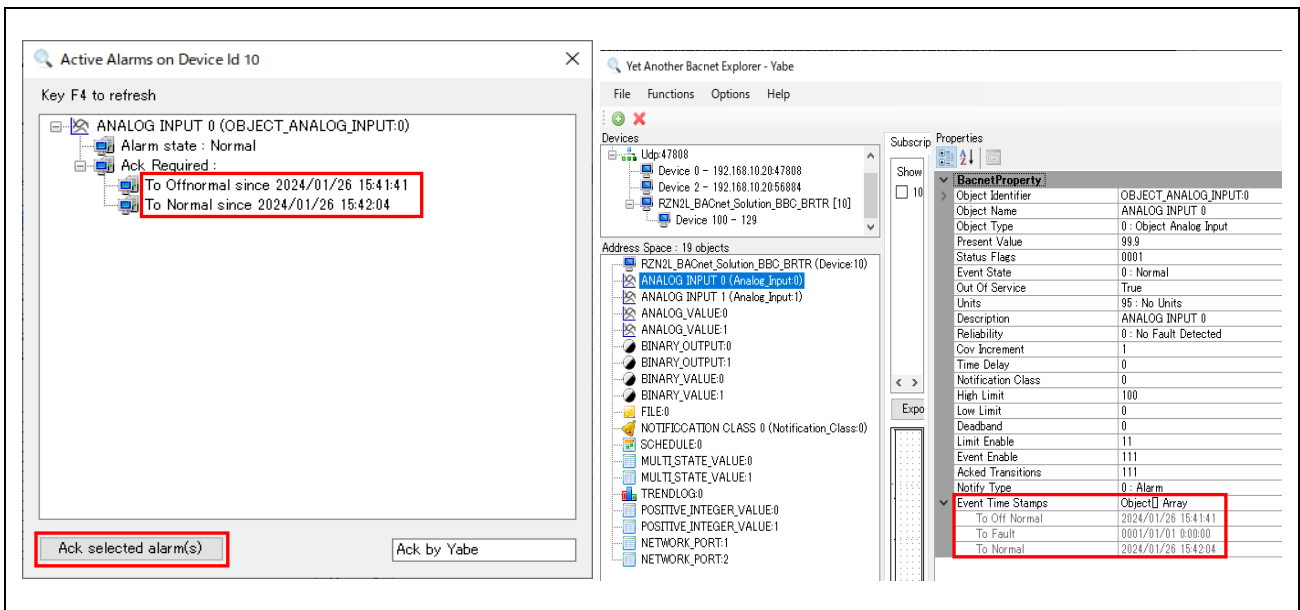 Active Alarms on Device Id 10
Key F4 to refresh
ANALOG INPUT 0 (OBJECT_ANALOG_INPUT:0)
Alarm state : Normal
Ack Required :
To Offnormal since 2024/01/26 15:41:41
To Normal since 2024/01/26 15:42:04
Ack selected alarm(s)
Ack by Yabe
Yet Another Bacnet Explorer - Yabe
File Functions Options Help
Devices
Udp:47808
Device 0 - 192.168.10.20:47808
Device 2 - 192.168.10.20:56884
RZN2L_BACnet_Solution_BBC_BRTR [10]
Device 100 - 129
Address Space : 19 objects
RZN2L_BACnet_Solution_BBC_BRTR (Device:10)
ANALOG INPUT 0 (Analog_Input:0)
ANALOG INPUT 1 (Analog_Input:1)
ANALOG_VALUE:0
ANALOG_VALUE:1
BINARY_OUTPUT:0
BINARY_OUTPUT:1
BINARY_VALUE:0
BINARY_VALUE:1
FILE:0
NOTIFICCATION CLASS 0 (Notification_Class:0)
SCHEDULE:0
MULTI_STATE_VALUE:0
MULTI_STATE_VALUE:1
TRENDLOG:0
POSITIVE_INTEGER_VALUE:0
POSITIVE_INTEGER_VALUE:1
NETWORK_PORT:1
NETWORK_PORT:2
Subscrip
Show
10
Expo
Properties
BacnetProperty
Object Identifier OBJECT_ANALOG_INPUT:0
Object Name ANALOG INPUT 0
Object Type 0 : Object Analog Input
Present Value 99.9
Status Flags 0001
Event State 0 : Normal
Out Of Service True
Units 95 : No Units
Description ANALOG INPUT 0
Reliability 0 : No Fault Detected
Cov Increment 1
Time Delay 0
Notification Class 0
High Limit 100
Low Limit 0
Deadband 0
Limit Enable 11
Event Enable 111
Acked Transitions 111
Notify Type 0 : Alarm
Event Time Stamps Object[] Array
To Off Normal 2024/01/26 15:41:41
To Fault 0001/01/01 0:00:00
To Normal 2024/01/26 15:42:04